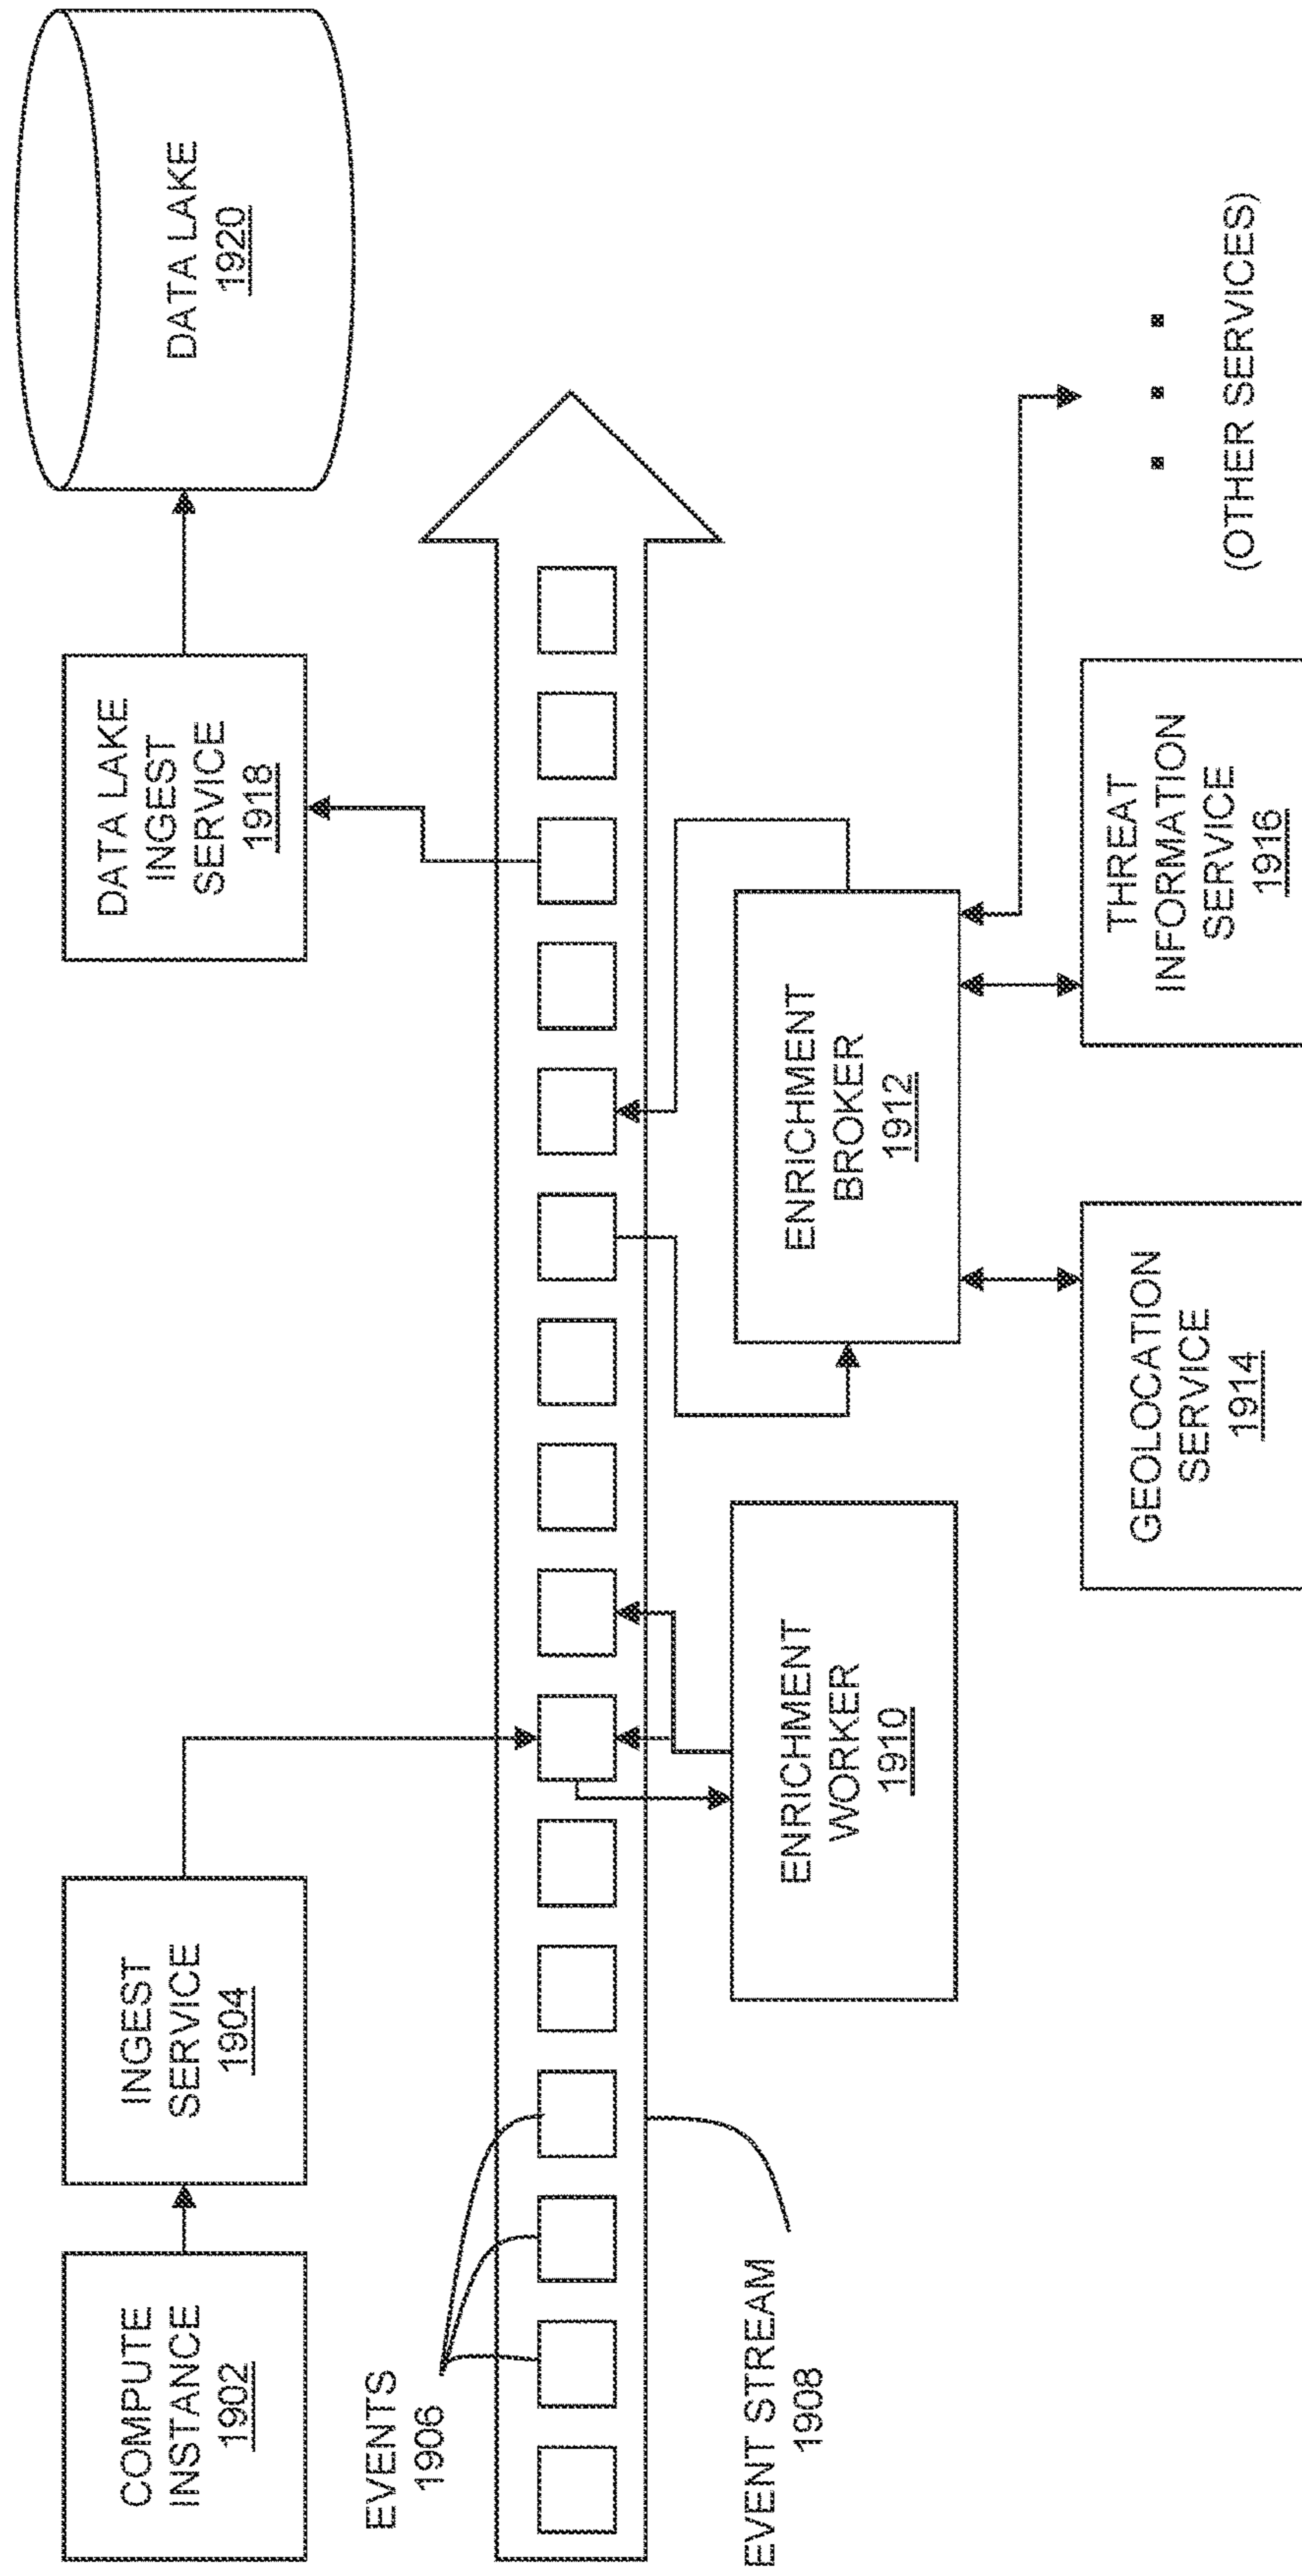 COMPUTE
INSTANCE
1902
INGEST
SERVICE
1904
DATA LAKE
INGEST
SERVICE
1918
DATA LAKE
1920
EVENTS
1906
EVENT STREAM
1908
ENRICHMENT
WORKER
1910
ENRICHMENT
BROKER
1912
GEOLOCATION
SERVICE
1914
THREAT
INFORMATION
SERVICE
1916
(OTHER SERVICES)